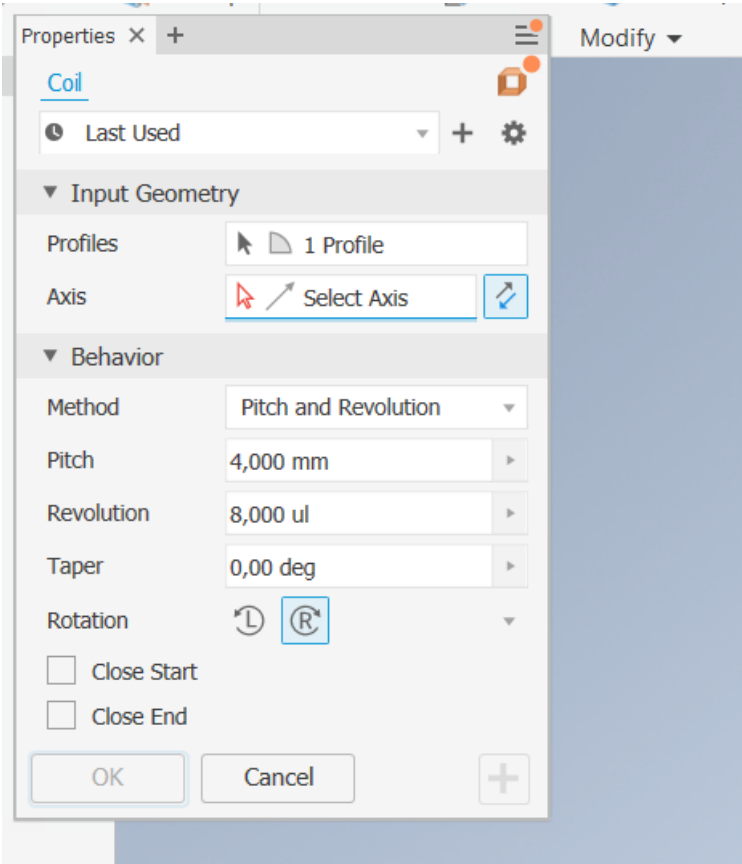 Properties
Modify
Coil
Last Used
Input Geometry
Profiles 1 Profile
Axis Select Axis
Behavior
Method Pitch and Revolution
Pitch 4,000 mm
Revolution 8,000 ul
Taper 0,00 deg
Rotation L R
Close Start
Close End
OK Cancel